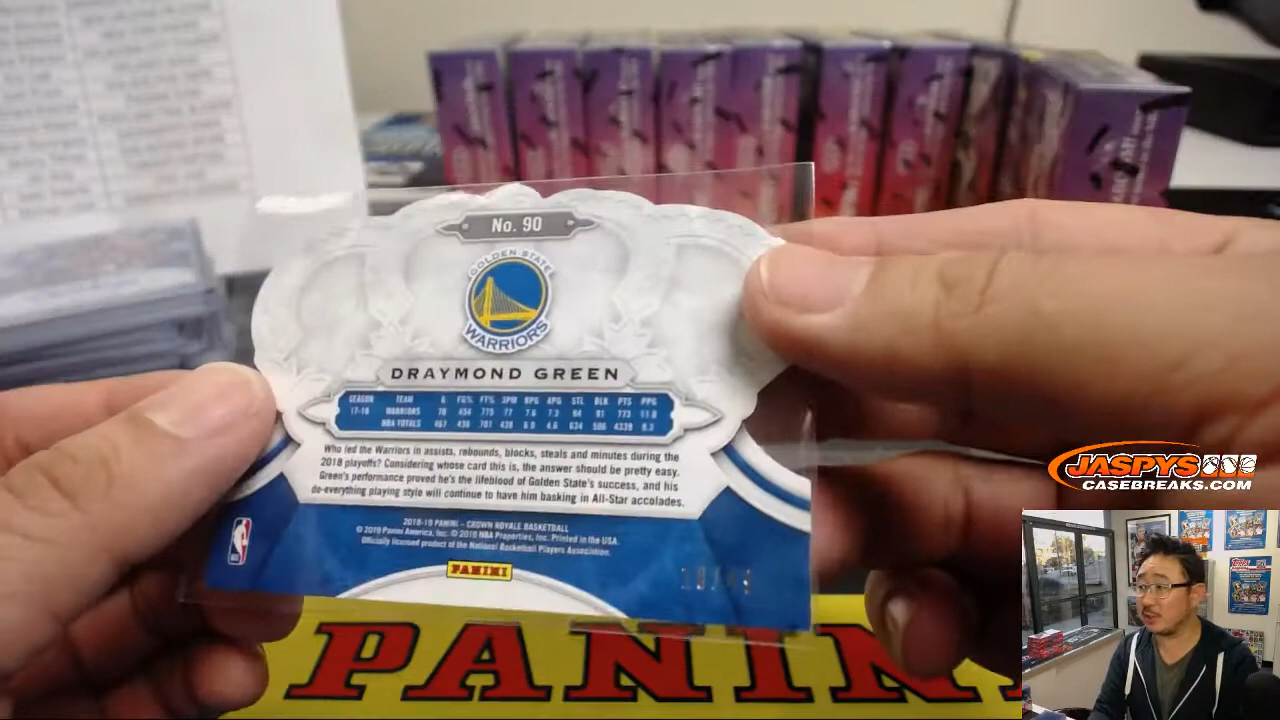 No. 90
GOLDEN STATE
WARRIORS
DRAYMOND GREEN
SEASON TEAM G FG% FT% 3PM RPG APG STL BLK PTS PPG
17-18 WARRIORS 70 454 775 77 7.6 7.3 94 91 773 11.0
NBA TOTALS 467 438 701 438 6.9 4.6 634 506 4339 9.3
Who led the Warriors in assists, rebounds, blocks, steals and minutes during the
2018 playoffs? Considering whose card this is, the answer should be pretty easy.
Green's performance proved he's the lifeblood of Golden State's success, and his
do-everything playing style will continue to have him basking in All-Star accolades.
2018-19 PANINI – CROWN ROYALE BASKETBALL
© 2019 Panini America, Inc. © 2019 NBA Properties, Inc. Printed in the USA.
Officially licensed product of the National Basketball Players Association.
PANINI
PANINI
JASPYS
CASEBREAKS.COM